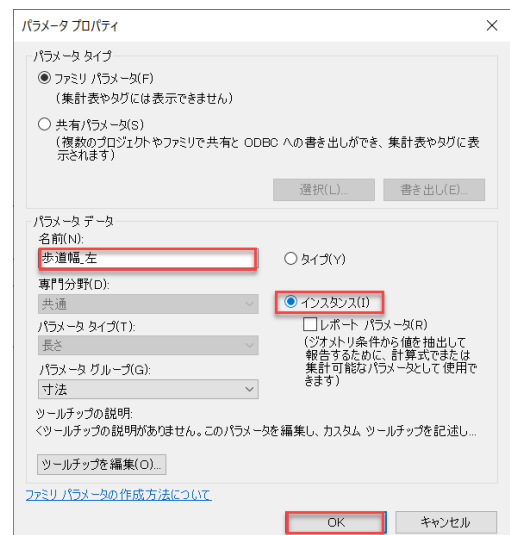 パラメータ プロパティ
パラメータ タイプ
ファミリ パラメータ(F)
(集計表やタグには表示できません)
共有パラメータ(S)
(複数のプロジェクトやファミリで共有と ODBC への書き出しができ、集計表やタグに表
示されます)
選択(L)...
書き出し(E)...
パラメータ データ
名前(N):
歩道幅_左
タイプ(Y)
専門分野(D):
共通
インスタンス(I)
パラメータ タイプ(T):
レポート パラメータ(R)
長さ
(ジオメトリ条件から値を抽出して
報告するために、計算式でまたは
集計可能なパラメータとして使用で
きます)
パラメータ グループ(G):
寸法
ツールチップの説明:
<ツールチップの説明がありません。このパラメータを編集し、カスタム ツールチップを記述し...
ツールチップを編集(O)...
ファミリ パラメータの作成方法について
OK
キャンセル